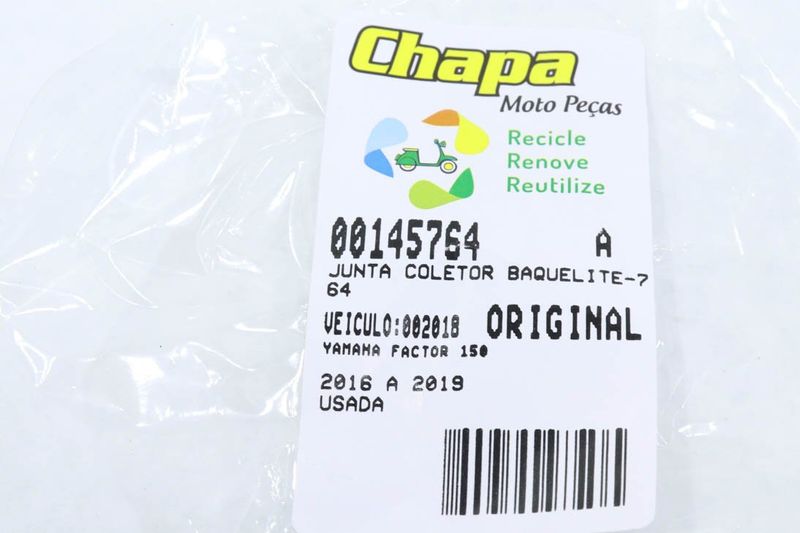 Chapa
Moto Peças
Recicle
Renove
Reutilize
00145764 A
JUNTA COLETOR BAQUELITE-7
64
VEICULO:002018 ORIGINAL
YAMAHA FACTOR 150
2016 A 2019
USADA